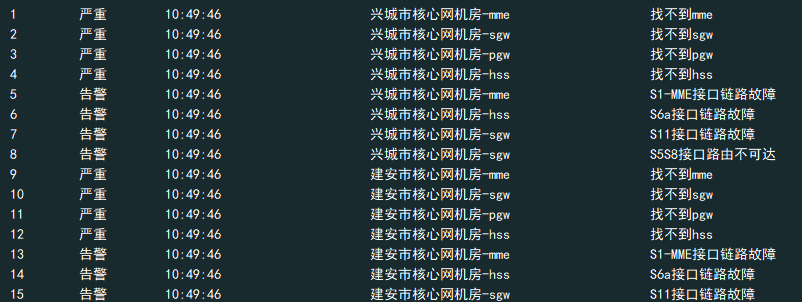 1 严重 10:49:46 兴城市核心网机房-mme 找不到mme
2 严重 10:49:46 兴城市核心网机房-sgw 找不到sgw
3 严重 10:49:46 兴城市核心网机房-pgw 找不到pgw
4 严重 10:49:46 兴城市核心网机房-hss 找不到hss
5 告警 10:49:46 兴城市核心网机房-mme S1-MME接口链路故障
6 告警 10:49:46 兴城市核心网机房-hss S6a接口链路故障
7 告警 10:49:46 兴城市核心网机房-sgw S11接口链路故障
8 告警 10:49:46 兴城市核心网机房-sgw S5S8接口路由不可达
9 严重 10:49:46 建安市核心网机房-mme 找不到mme
10 严重 10:49:46 建安市核心网机房-sgw 找不到sgw
11 严重 10:49:46 建安市核心网机房-pgw 找不到pgw
12 严重 10:49:46 建安市核心网机房-hss 找不到hss
13 告警 10:49:46 建安市核心网机房-mme S1-MME接口链路故障
14 告警 10:49:46 建安市核心网机房-hss S6a接口链路故障
15 告警 10:49:46 建安市核心网机房-sgw S11接口链路故障